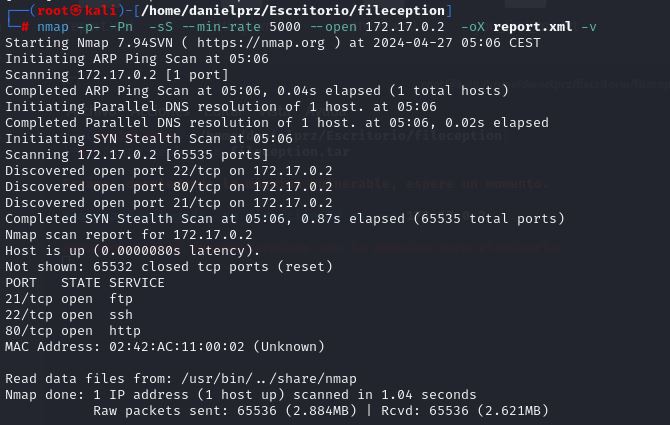 ┌──(root㉿kali)-[/home/danielprz/Escritorio/fileception]
└─# nmap -p- -Pn  -sS --min-rate 5000 --open 172.17.0.2  -oX report.xml -v
Starting Nmap 7.94SVN ( https://nmap.org ) at 2024-04-27 05:06 CEST
Initiating ARP Ping Scan at 05:06
Scanning 172.17.0.2 [1 port]
Completed ARP Ping Scan at 05:06, 0.04s elapsed (1 total hosts)
Initiating Parallel DNS resolution of 1 host. at 05:06
Completed Parallel DNS resolution of 1 host. at 05:06, 0.02s elapsed
Initiating SYN Stealth Scan at 05:06
Scanning 172.17.0.2 [65535 ports]
Discovered open port 22/tcp on 172.17.0.2
Discovered open port 80/tcp on 172.17.0.2
Discovered open port 21/tcp on 172.17.0.2
Completed SYN Stealth Scan at 05:06, 0.87s elapsed (65535 total ports)
Nmap scan report for 172.17.0.2
Host is up (0.0000080s latency).
Not shown: 65532 closed tcp ports (reset)
PORT   STATE SERVICE
21/tcp open  ftp
22/tcp open  ssh
80/tcp open  http
MAC Address: 02:42:AC:11:00:02 (Unknown)

Read data files from: /usr/bin/../share/nmap
Nmap done: 1 IP address (1 host up) scanned in 1.04 seconds
           Raw packets sent: 65536 (2.884MB) | Rcvd: 65536 (2.621MB)